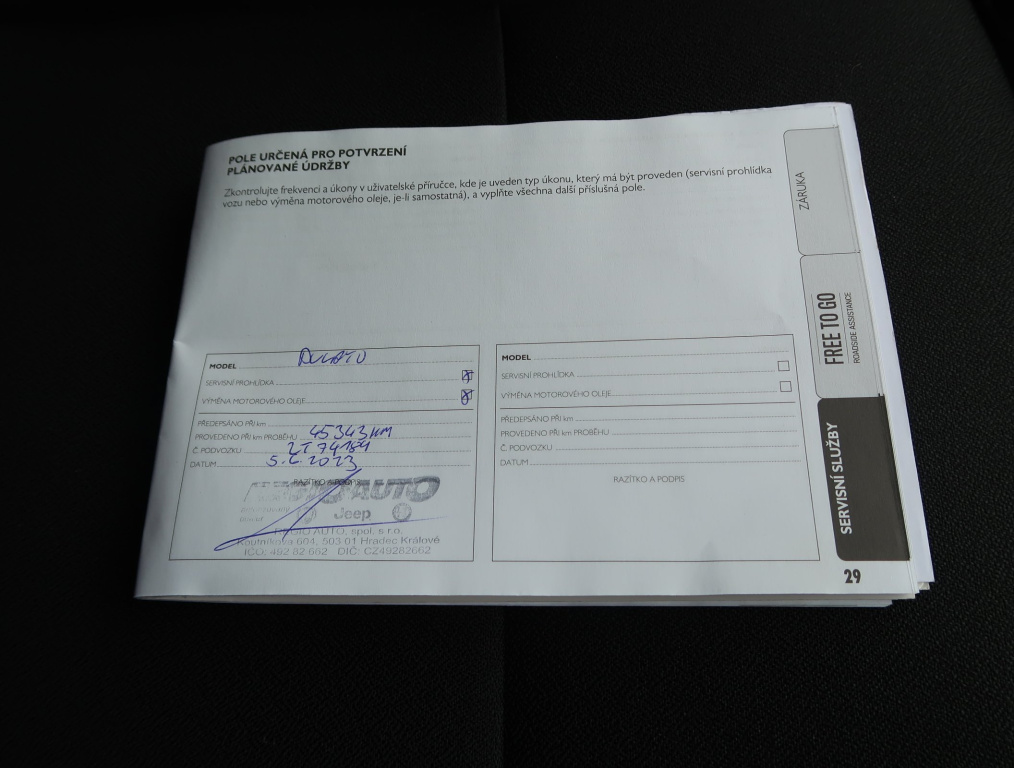 POLE URČENÁ PRO POTVRZENÍ
PLÁNOVANÉ ÚDRŽBY
Zkontrolujte frekvenci a úkony v uživatelské příručce, kde je uveden typ úkonu, který má být proveden (servisní prohlídka
vozu nebo výměna motorového oleje, je-li samostatná), a vyplňte všechna další příslušná pole.
MODEL DUCATO
SERVISNÍ PROHLÍDKA
VÝMĚNA MOTOROVÉHO OLEJE
PŘEDEPSÁNO PŘI km
PROVEDENO PŘI km PROBĚHU 45343 KM
Č. PODVOZKU 2T74184
DATUM 5.6.2023
RAZÍTKO A PODPIS
AUTO
Jeep
REGIO AUTO, spol. s r.o.
Koutníkova 604, 503 01 Hradec Králové
IČO: 492 82 662 DIČ: CZ49282662
MODEL
SERVISNÍ PROHLÍDKA
VÝMĚNA MOTOROVÉHO OLEJE
PŘEDEPSÁNO PŘI km
PROVEDENO PŘI km PROBĚHU
Č. PODVOZKU
DATUM
RAZÍTKO A PODPIS
ZÁRUKA
FREE TO GO
ROADSIDE ASSISTANCE
SERVISNÍ SLUŽBY
29